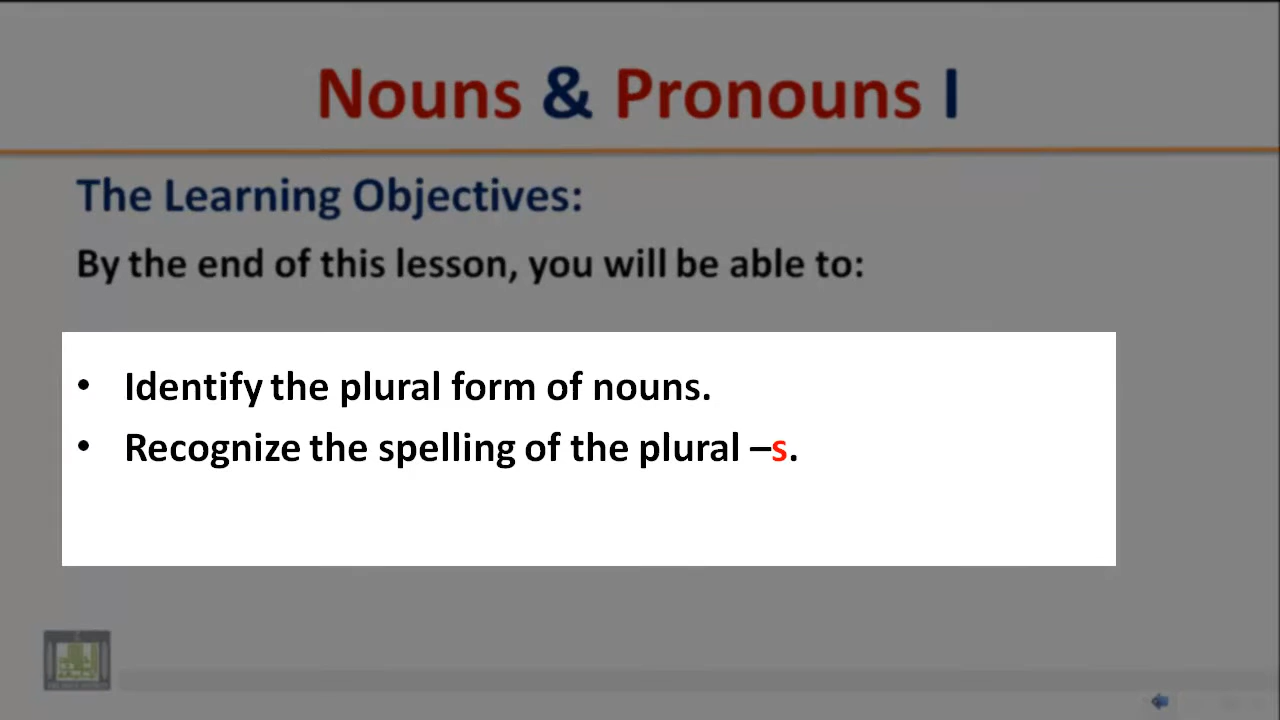 Nouns & Pronouns I
The Learning Objectives:
By the end of this lesson, you will be able to:
• Identify the plural form of nouns.
• Recognize the spelling of the plural –s.